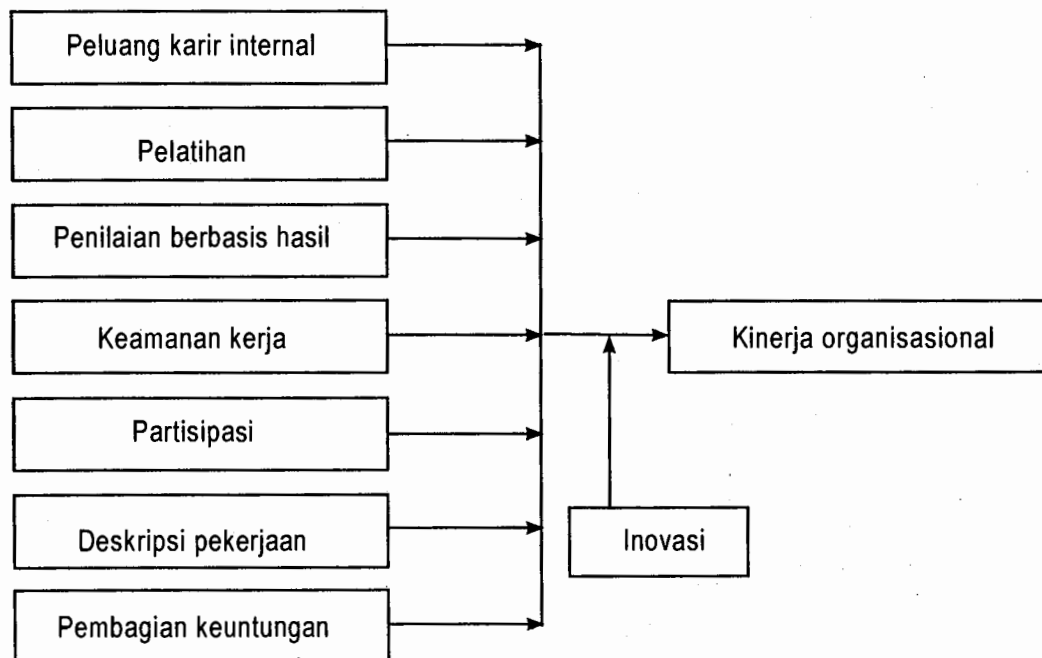 Peluang karir internal
Pelatihan
Penilaian berbasis hasil
Keamanan kerja
Kinerja organisasional
Partisipasi
Deskripsi pekerjaan
Inovasi
Pembagian keuntungan